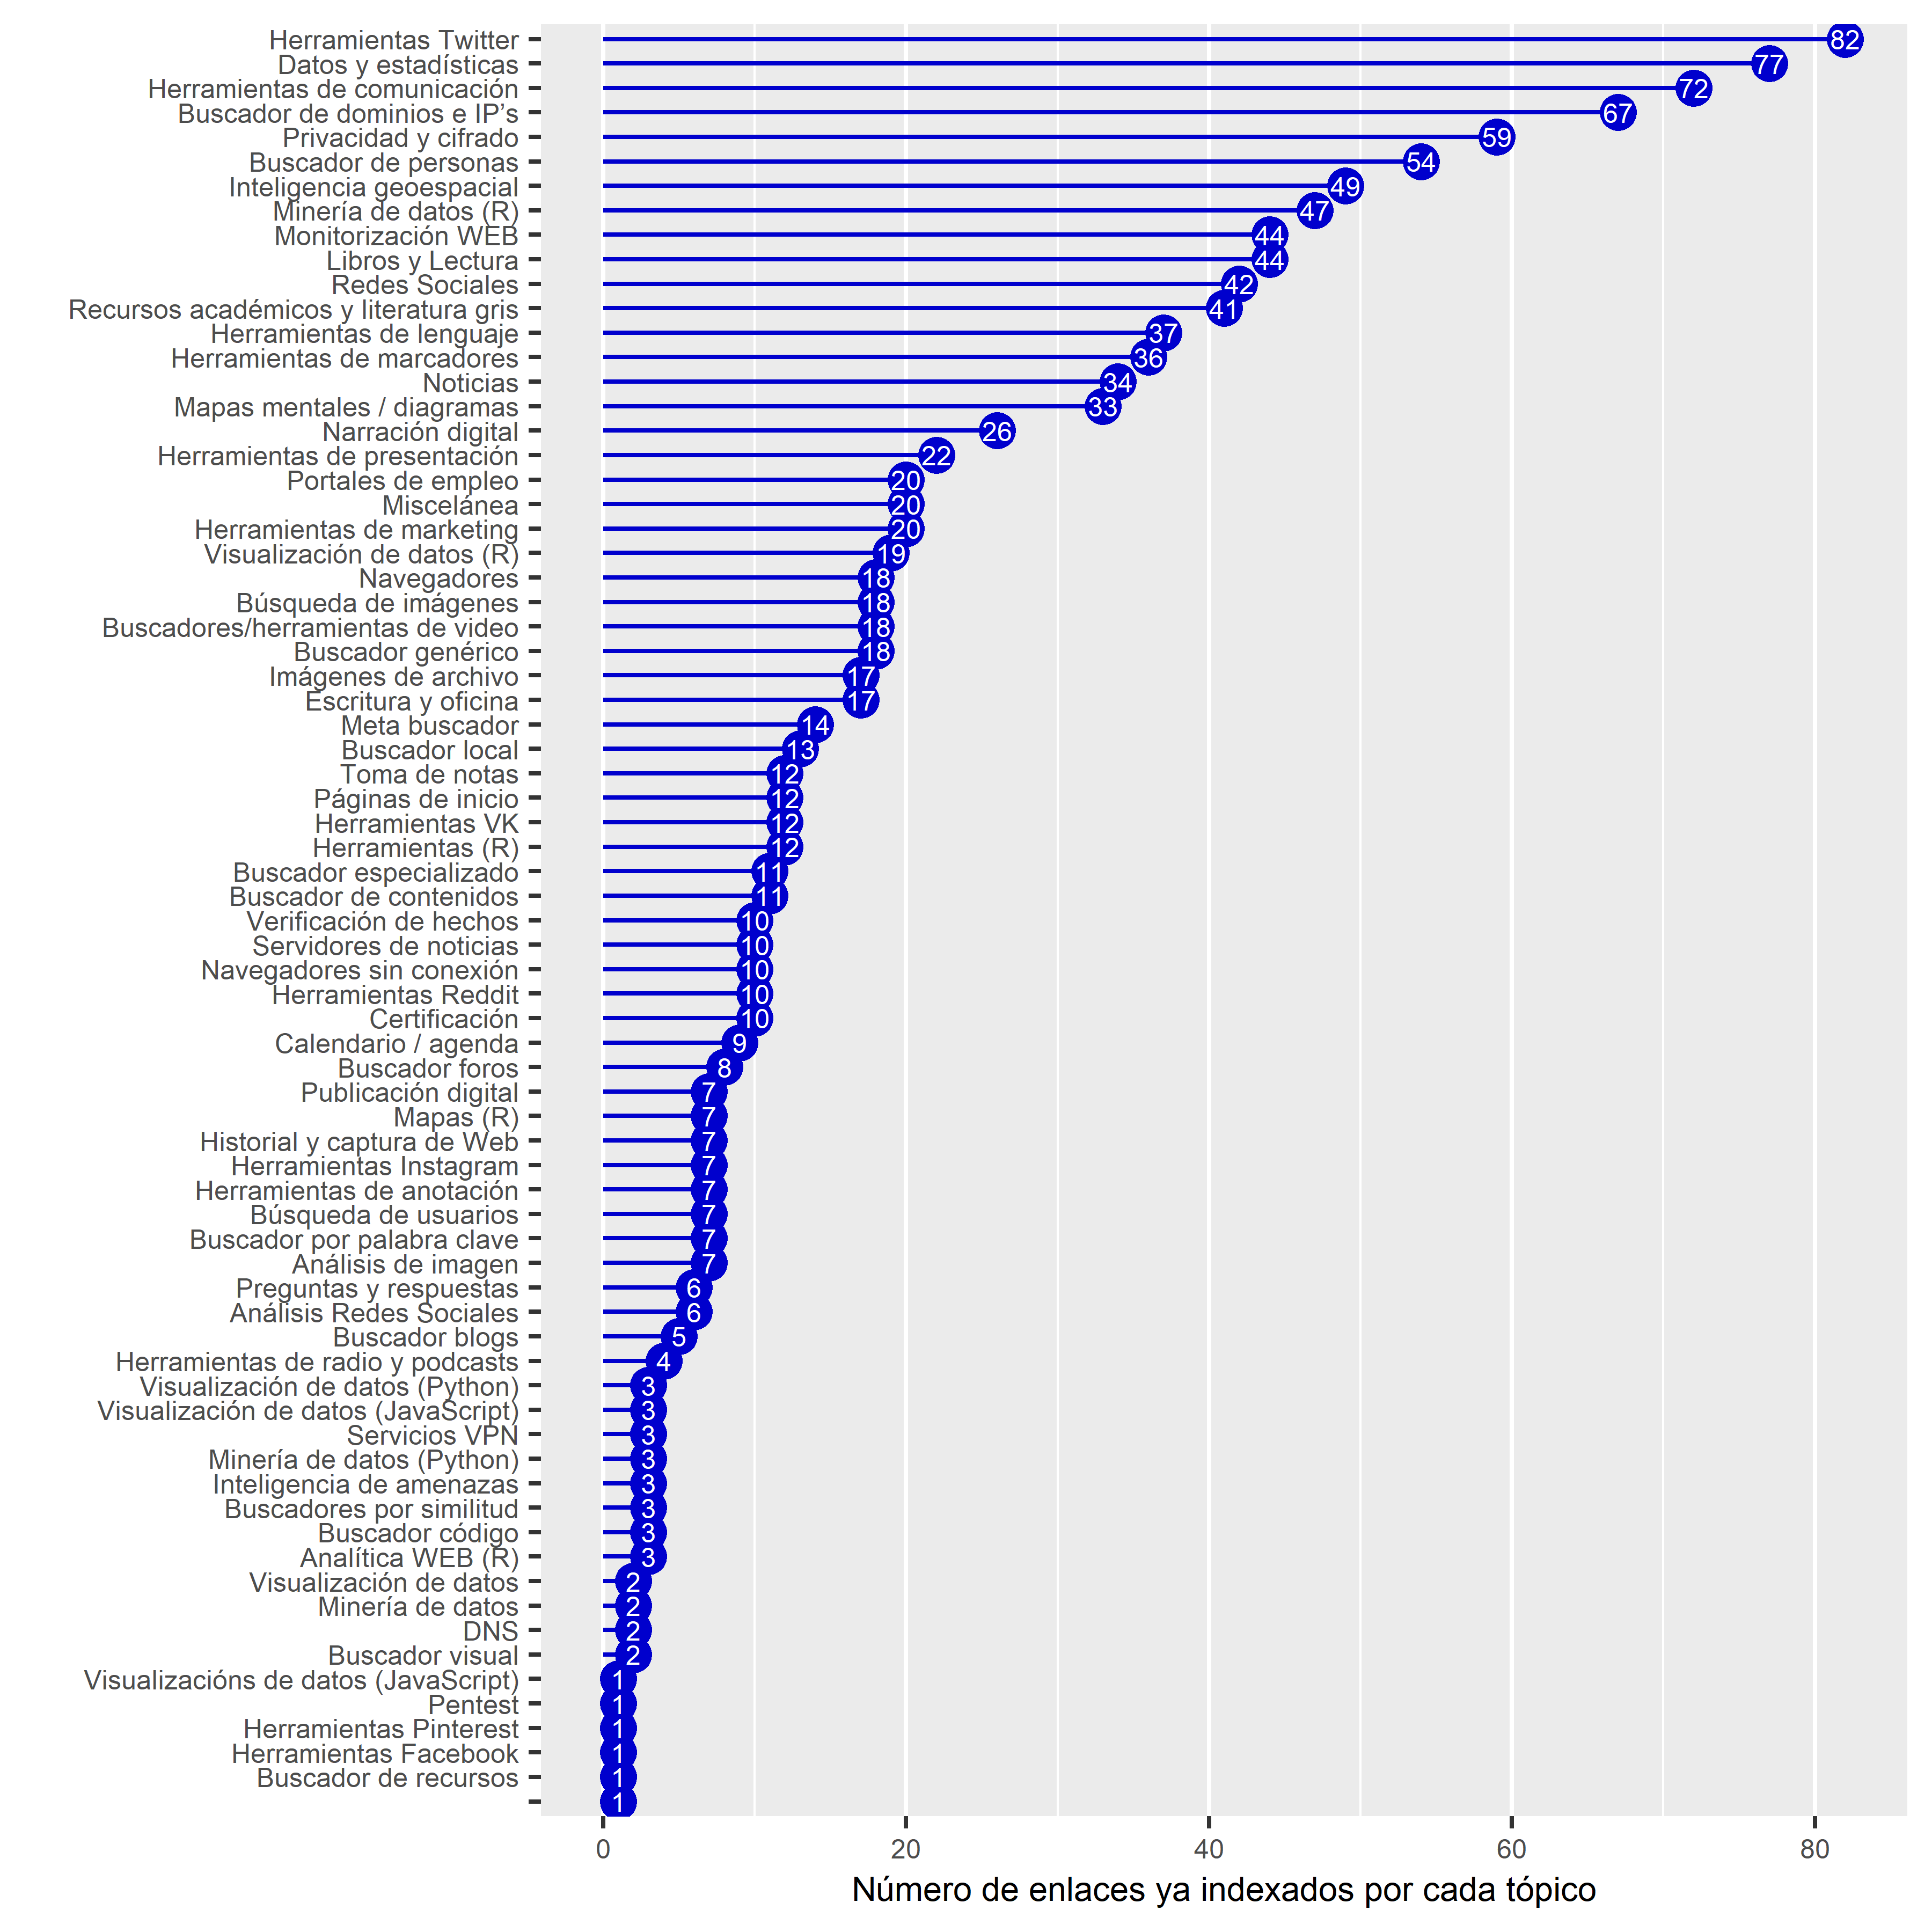 Herramientas Twitter 82
Datos y estadísticas 77
Herramientas de comunicación 72
Buscador de dominios e IP’s 67
Privacidad y cifrado 59
Buscador de personas 54
Inteligencia geoespacial 49
Minería de datos (R) 47
Monitorización WEB 44
Libros y Lectura 44
Redes Sociales 42
Recursos académicos y literatura gris 41
Herramientas de lenguaje 37
Herramientas de marcadores 36
Noticias 34
Mapas mentales / diagramas 33
Narración digital 26
Herramientas de presentación 22
Portales de empleo 20
Miscelánea 20
Herramientas de marketing 20
Visualización de datos (R) 19
Navegadores 18
Búsqueda de imágenes 18
Buscadores/herramientas de video 18
Buscador genérico 18
Imágenes de archivo 17
Escritura y oficina 17
Meta buscador 14
Buscador local 13
Toma de notas 12
Páginas de inicio 12
Herramientas VK 12
Herramientas (R) 12
Buscador especializado 11
Buscador de contenidos 11
Verificación de hechos 10
Servidores de noticias 10
Navegadores sin conexión 10
Herramientas Reddit 10
Certificación 10
Calendario / agenda 9
Buscador foros 8
Publicación digital 7
Mapas (R) 7
Historial y captura de Web 7
Herramientas Instagram 7
Herramientas de anotación 7
Búsqueda de usuarios 7
Buscador por palabra clave 7
Análisis de imagen 7
Preguntas y respuestas 6
Análisis Redes Sociales 6
Buscador blogs 5
Herramientas de radio y podcasts 4
Visualización de datos (Python) 3
Visualización de datos (JavaScript) 3
Servicios VPN 3
Minería de datos (Python) 3
Inteligencia de amenazas 3
Buscadores por similitud 3
Buscador código 3
Analítica WEB (R) 3
Visualización de datos 2
Minería de datos 2
DNS 2
Buscador visual 2
Visualizacións de datos (JavaScript) 1
Pentest 1
Herramientas Pinterest 1
Herramientas Facebook 1
Buscador de recursos 1
1
0 20 40 60 80
Número de enlaces ya indexados por cada tópico